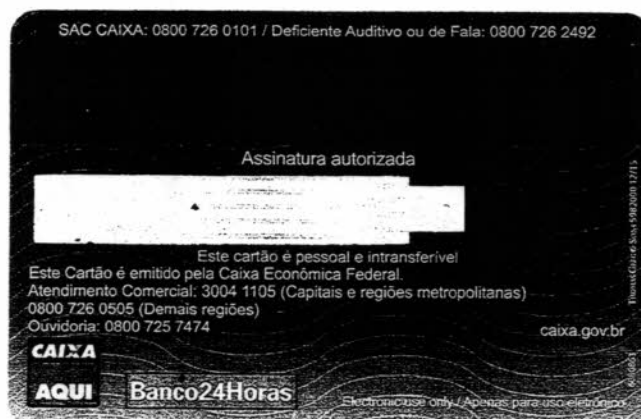 SAC CAIXA: 0800 726 0101 / Deficiente Auditivo ou de Fala: 0800 726 2492
Assinatura autorizada
Este cartão é pessoal e intransferível
Este Cartão é emitido pela Caixa Econômica Federal.
Atendimento Comercial: 3004 1105 (Capitais e regiões metropolitanas)
0800 726 0505 (Demais regiões)
Ouvidoria: 0800 725 7474
caixa.gov.br
CAIXA
AQUI
Banco24Horas
Electronic use only / Apenas para uso eletrônico